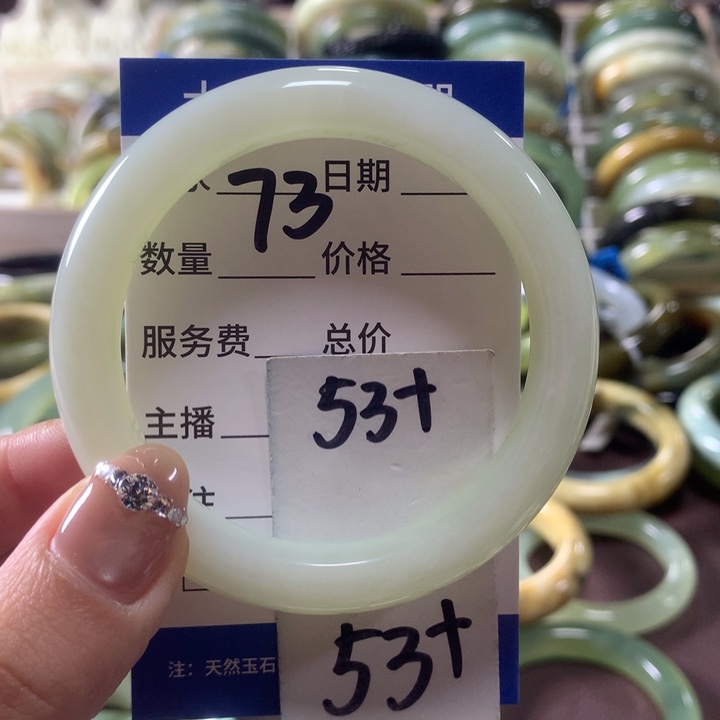 73 日期
数量 价格
服务费 总价
主播
53+
注：天然玉石
53+